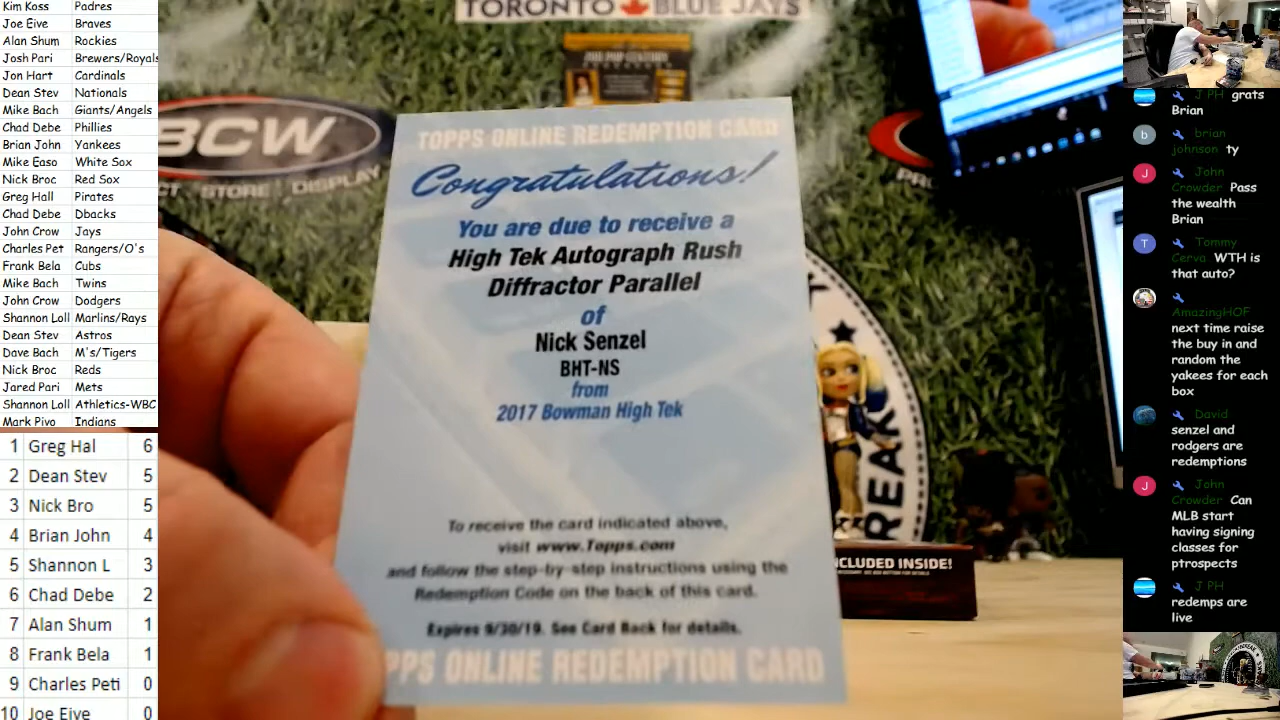 Kim Koss Padres
Joe Eive Braves
Alan Shum Rockies
Josh Pari Brewers/Royals
Jon Hart Cardinals
Dean Stev Nationals
Mike Bach Giants/Angels
Chad Debe Phillies
Brian John Yankees
Mike Easo White Sox
Nick Broc Red Sox
Greg Hall Pirates
Chad Debe Dbacks
John Crow Jays
Charles Pet Rangers/O's
Frank Bela Cubs
Mike Bach Twins
John Crow Dodgers
Shannon Loll Marlins/Rays
Dean Stev Astros
Dave Bach M's/Tigers
Nick Broc Reds
Jared Pari Mets
Shannon Loll Athletics-WBC
Mark Pivo Indians
1 Greg Hal 6
2 Dean Stev 5
3 Nick Bro 5
4 Brian John 4
5 Shannon L 3
6 Chad Debe 2
7 Alan Shum 1
8 Frank Bela 1
9 Charles Peti 0
10 Joe Eive 0
TORONTO BLUE JAYS
BCW
STORE DISPLAY
TOPPS ONLINE REDEMPTION CARD
Congratulations!
You are due to receive a
High Tek Autograph Rush
Diffractor Parallel
of
Nick Senzel
BHT-NS
from
2017 Bowman High Tek
To receive the card indicated above,
visit www.Topps.com
and follow the step-by-step instructions using the
Redemption Code on the back of this card.
Expires 9/30/19. See Card Back for details.
PPS ONLINE REDEMPTION CARD
BREAK
CLUDED INSIDE!
J PH grats
Brian
b
brian
johnson ty
J
John
Crowder Pass
the wealth
Brian
T
Tommy
Cerva WTH is
that auto?
AmazingHOF
next time raise
the buy in and
random the
yakees for each
box
David
senzel and
rodgers are
redemptions
J
John
Crowder Can
MLB start
having signing
classes for
ptrospects
J PH
redemps are
live